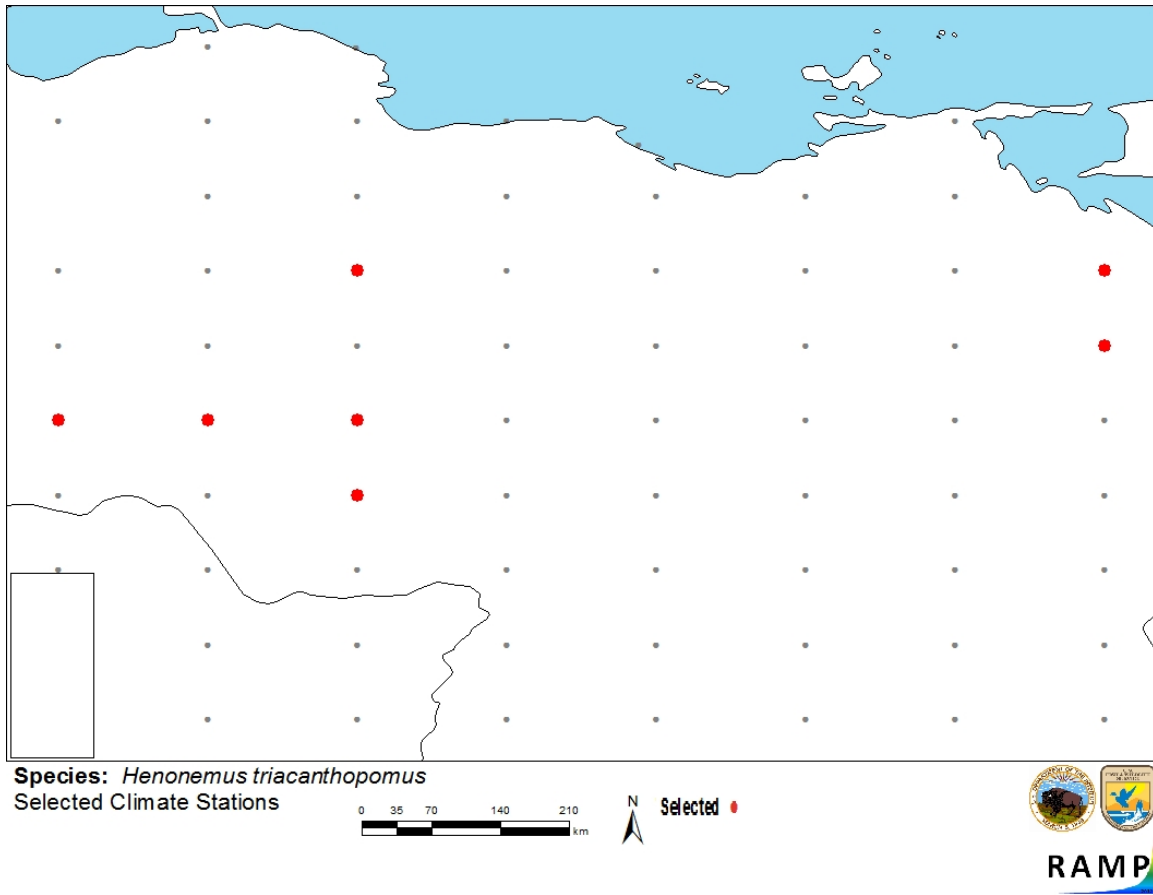 Species: Henonemus triacanthopomus
Selected Climate Stations
0 35 70 140 210
km
N
Selected
RAMP